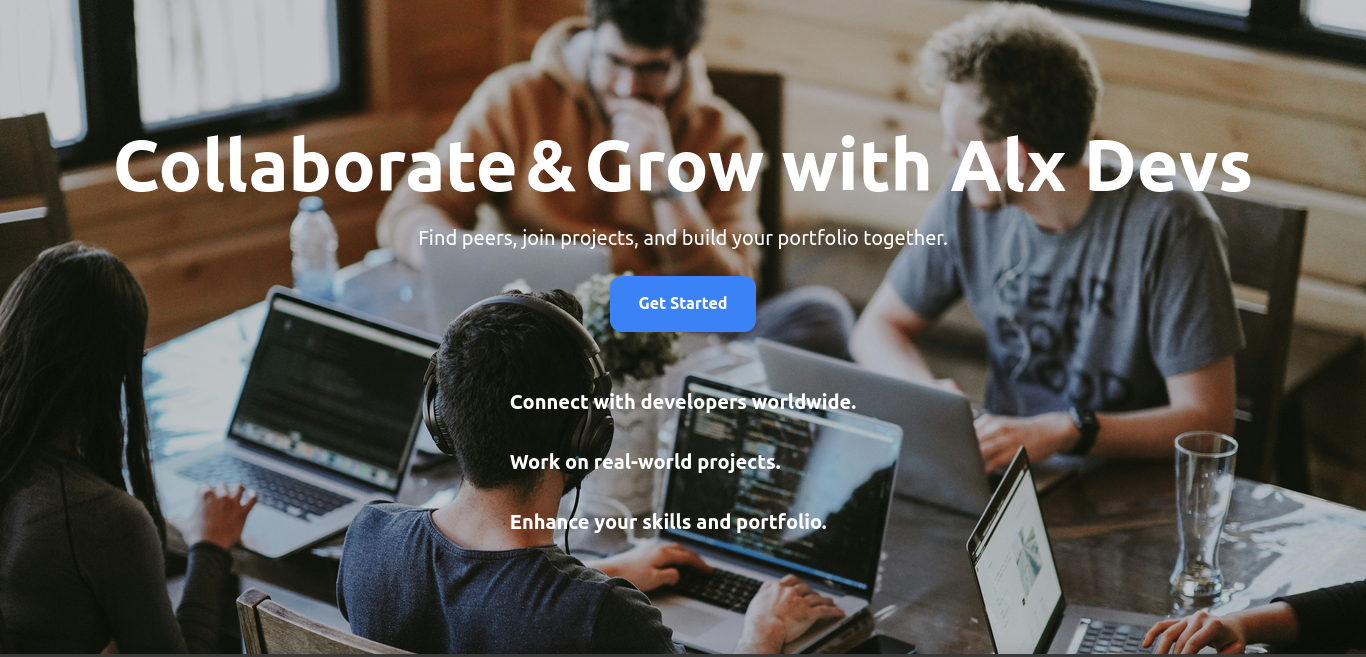 Collaborate & Grow with Alx Devs
Find peers, join projects, and build your portfolio together.
Get Started
Connect with developers worldwide.
Work on real-world projects.
Enhance your skills and portfolio.